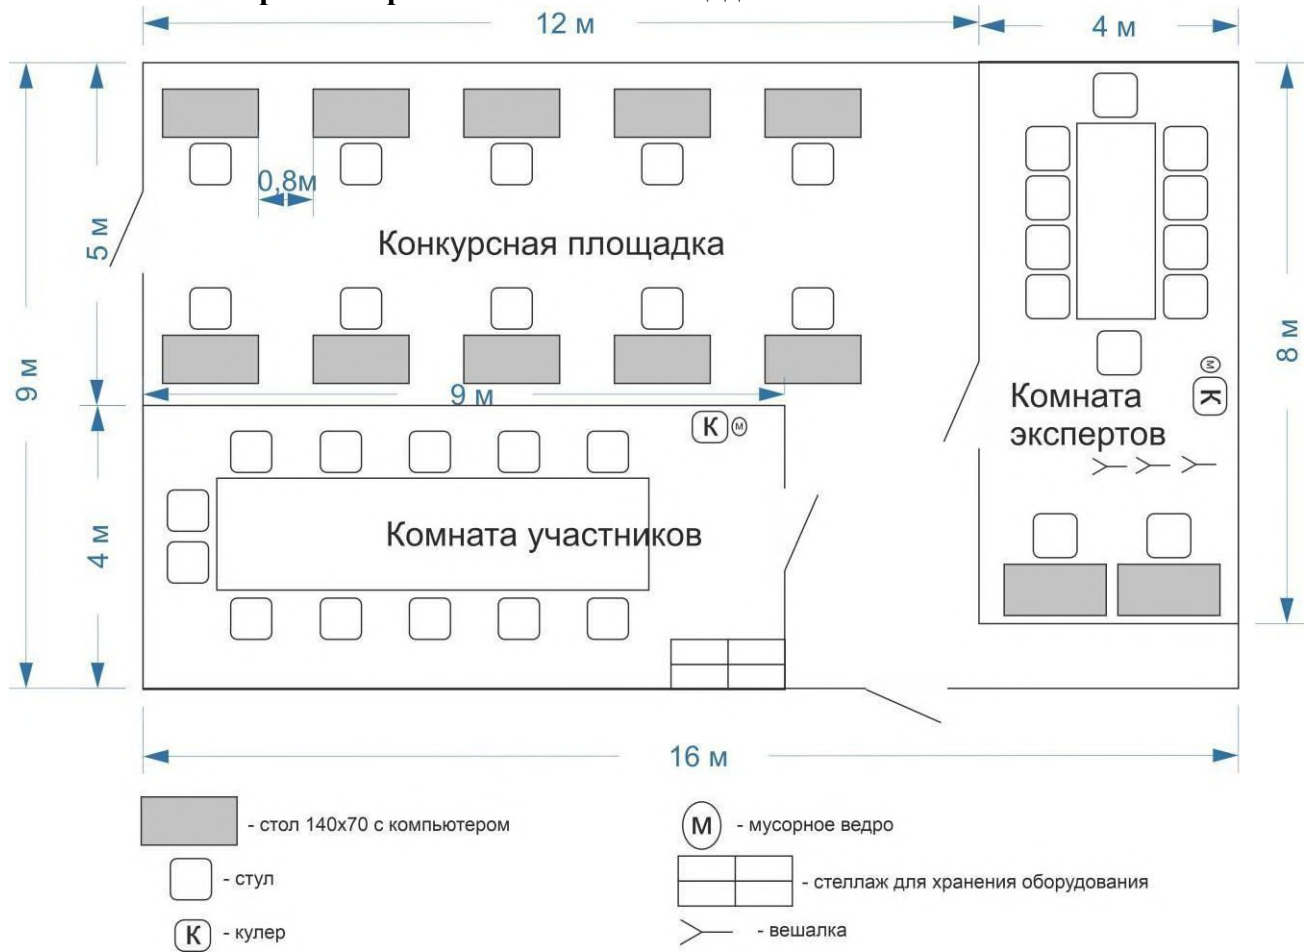 12 м
4 м
0,8м
5 м
Конкурсная площадка
9 м
8 м
9 м
К
м
Комната
экспертов
м
К
4 м
Комната участников
16 м
- стол 140х70 с компьютером
М - мусорное ведро
- стул
- стеллаж для хранения оборудования
К - кулер
- вешалка